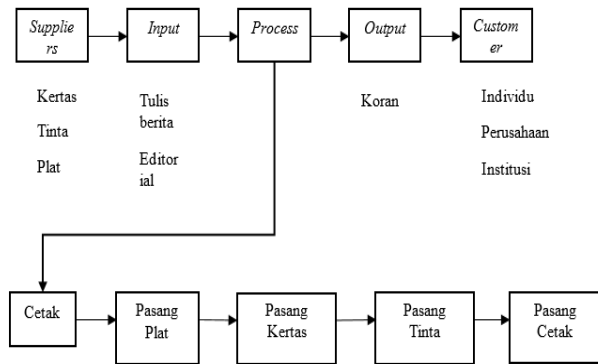 Supplie
rs
Input
Process
Output
Custom
er
Kertas
Tinta
Plat
Tulis
berita
Editor
ial
Koran
Individu
Perusahaan
Institusi
Cetak
Pasang
Plat
Pasang
Kertas
Pasang
Tinta
Pasang
Cetak